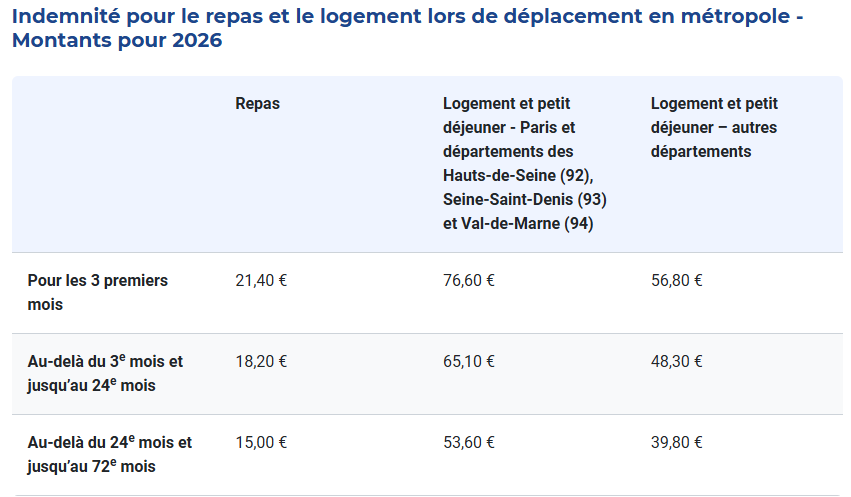 Indemnité pour le repas et le logement lors de déplacement en métropole -
Montants pour 2026
Repas
Logement et petit
déjeuner - Paris et
départements des
Hauts-de-Seine (92),
Seine-Saint-Denis (93)
et Val-de-Marne (94)
Logement et petit
déjeuner – autres
départements
Pour les 3 premiers
mois
21,40 €
76,60 €
56,80 €
Au-delà du 3e mois et
jusqu’au 24e mois
18,20 €
65,10 €
48,30 €
Au-delà du 24e mois et
jusqu’au 72e mois
15,00 €
53,60 €
39,80 €